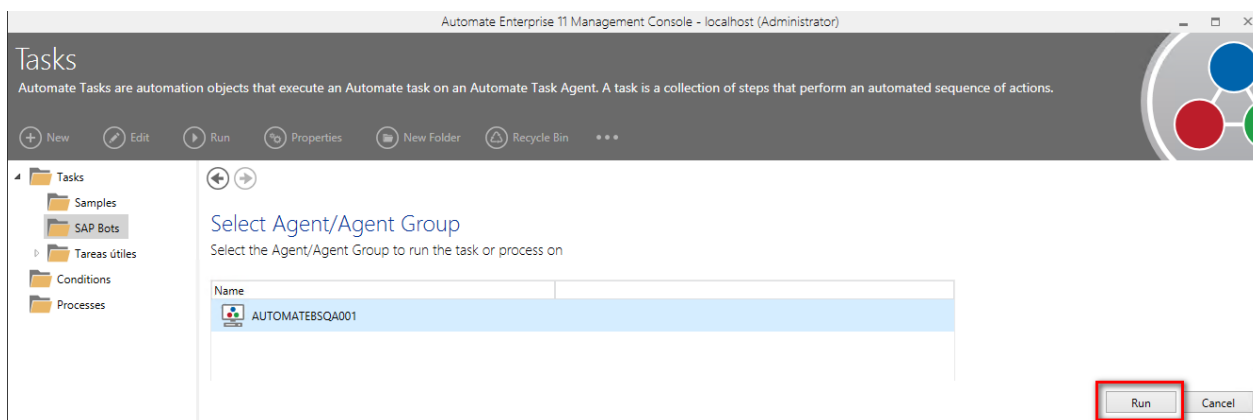 Automate Enterprise 11 Management Console - localhost (Administrator)
Tasks
Automate Tasks are automation objects that execute an Automate task on an Automate Task Agent. A task is a collection of steps that perform an automated sequence of actions.
New Edit Run Properties New Folder Recycle Bin
Tasks
Samples
SAP Bots
Tareas útiles
Conditions
Processes
Select Agent/Agent Group
Select the Agent/Agent Group to run the task or process on
Name
AUTOMATEBSQA001
Run Cancel